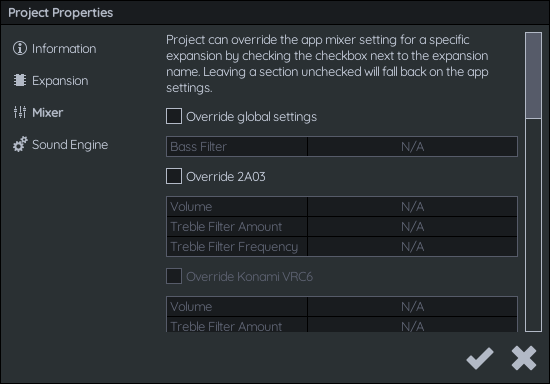 Project Properties
Information
Expansion
Mixer
Sound Engine
Project can override the app mixer setting for a specific
expansion by checking the checkbox next to the expansion
name. Leaving a section unchecked will fall back on the app
settings.
Override global settings
Bass Filter N/A
Override 2A03
Volume N/A
Treble Filter Amount N/A
Treble Filter Frequency N/A
Override Konami VRC6
Volume N/A
Treble Filter Amount N/A